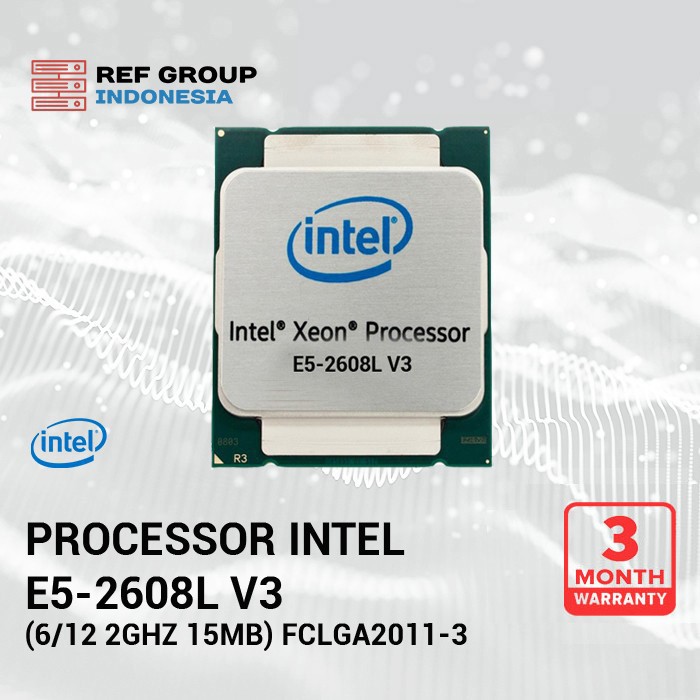 REF GROUP
INDONESIA
intel®
Intel® Xeon® Processor
E5-2608L V3
R3
intel
PROCESSOR INTEL
E5-2608L V3
(6/12 2GHZ 15MB) FCLGA2011-3
3
MONTH
WARRANTY